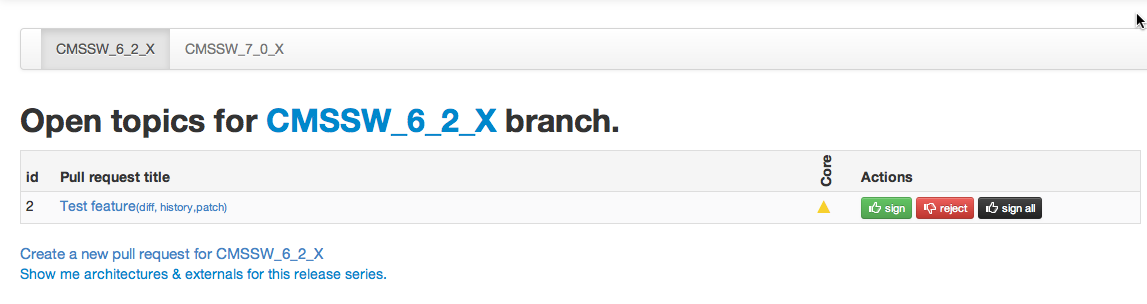 CMSSW_6_2_X CMSSW_7_0_X
Open topics for CMSSW_6_2_X branch.
id Pull request title Core Actions
2 Test feature(diff, history,patch) sign reject sign all
Create a new pull request for CMSSW_6_2_X
Show me architectures & externals for this release series.